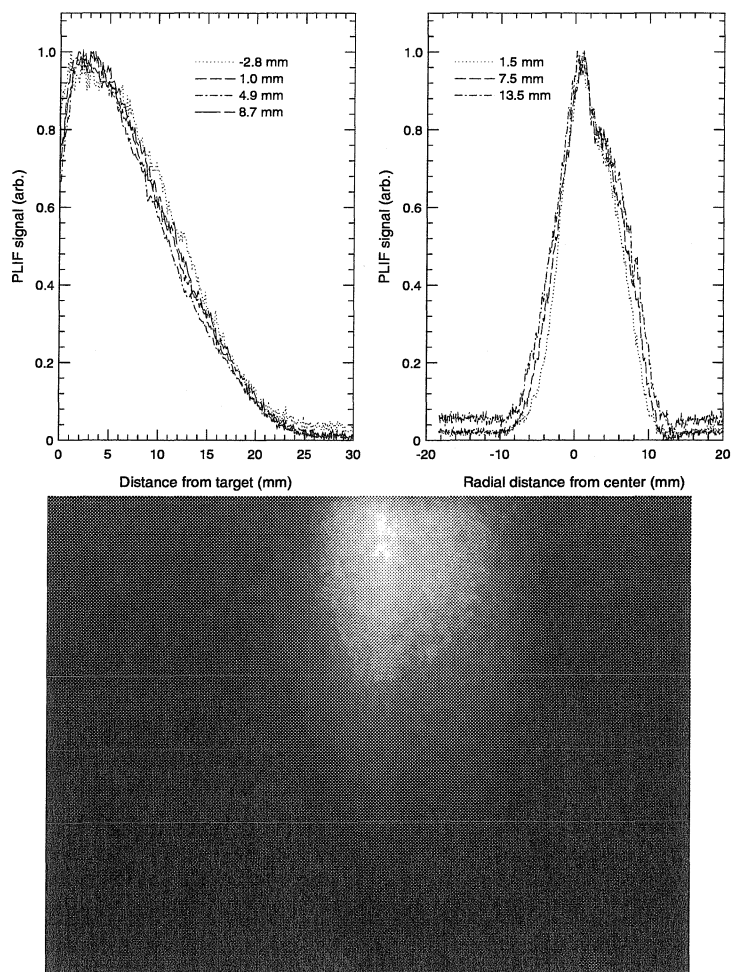 1.0
0.8
0.6
0.4
0.2
0
PLIF signal (arb.)
-2.8 mm
1.0 mm
4.9 mm
8.7 mm
0
5
10
15
20
25
30
Distance from target (mm)
1.0
0.8
0.6
0.4
0.2
0
PLIF signal (arb.)
1.5 mm
7.5 mm
13.5 mm
-20
-10
0
10
20
Radial distance from center (mm)